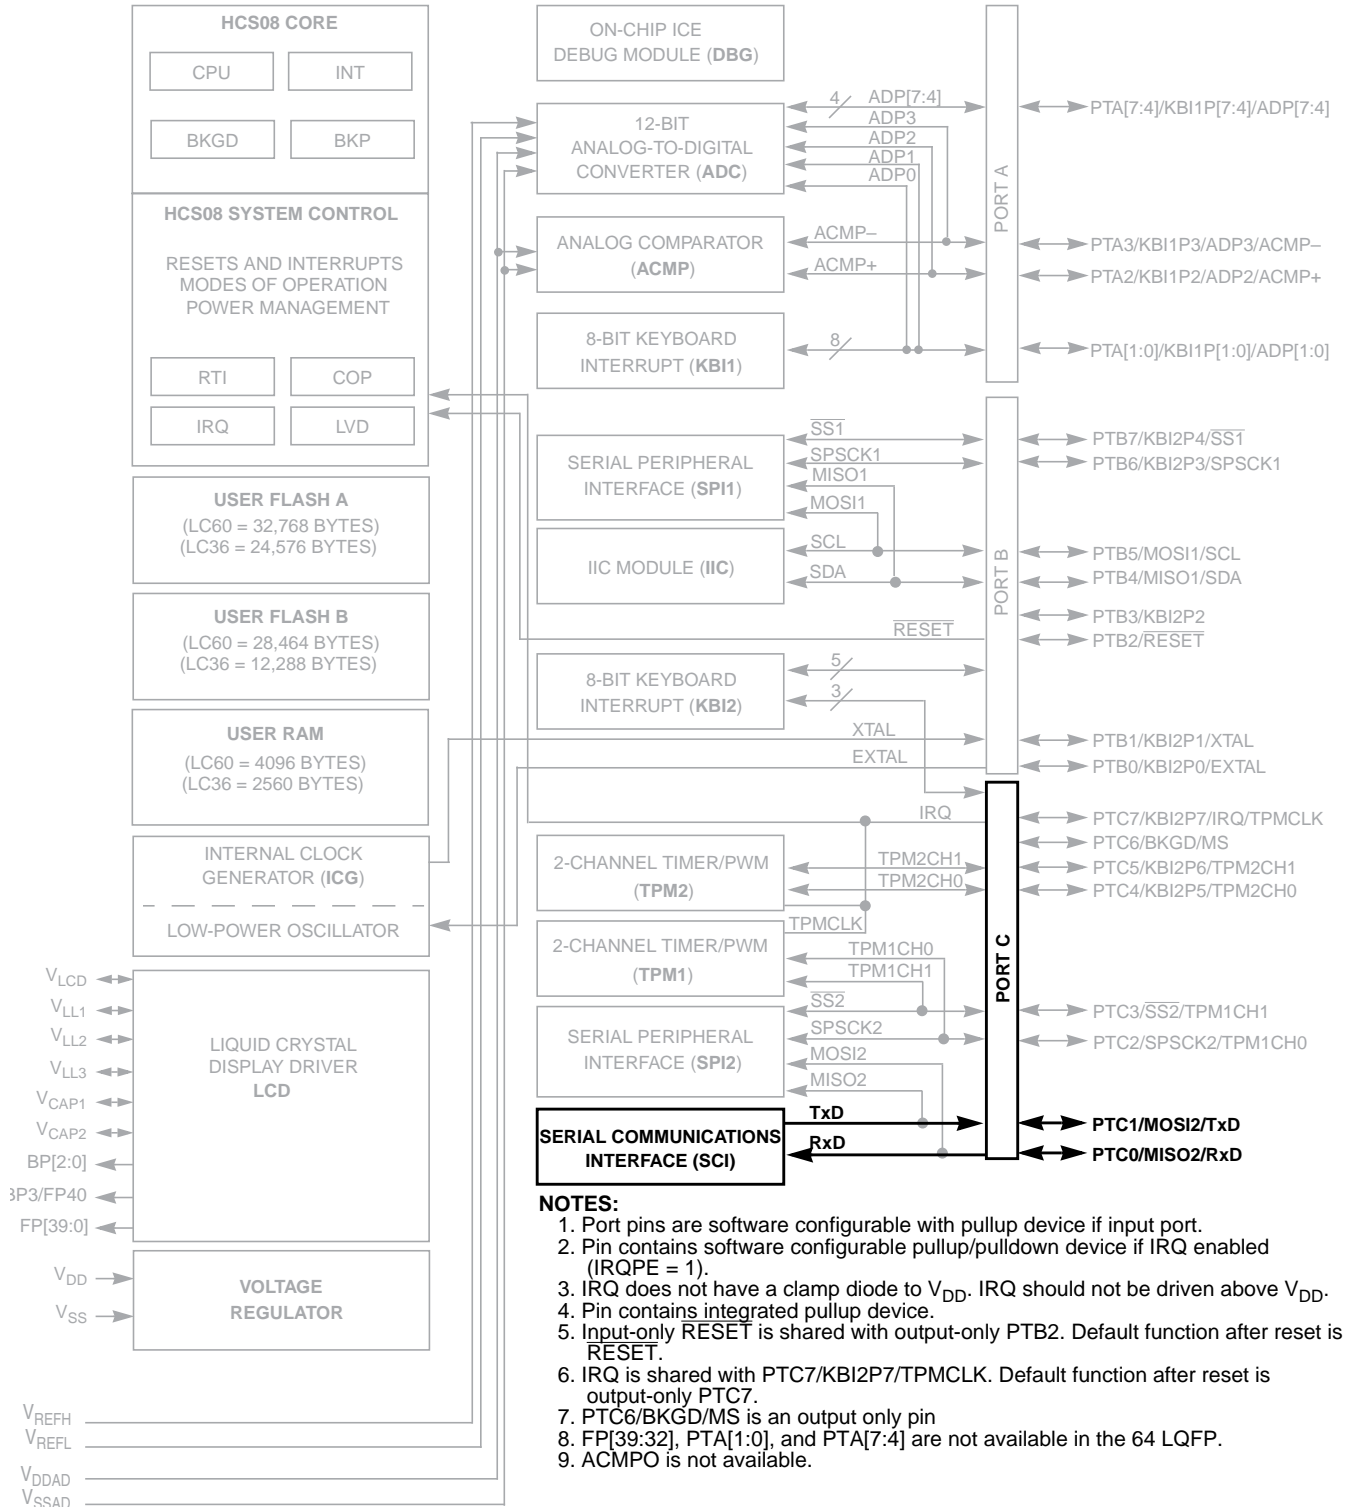 HCS08 CORE
CPU
INT
BKGD
BKP
HCS08 SYSTEM CONTROL
RESETS AND INTERRUPTS
MODES OF OPERATION
POWER MANAGEMENT
RTI
COP
IRQ
LVD
USER FLASH A
(LC60 = 32,768 BYTES)
(LC36 = 24,576 BYTES)
USER FLASH B
(LC60 = 28,464 BYTES)
(LC36 = 12,288 BYTES)
USER RAM
(LC60 = 4096 BYTES)
(LC36 = 2560 BYTES)
INTERNAL CLOCK
GENERATOR (ICG)
LOW-POWER OSCILLATOR
VLCD
VLL1
VLL2
VLL3
VCAP1
VCAP2
BP[2:0]
BP3/FP40
FP[39:0]
LIQUID CRYSTAL
DISPLAY DRIVER
LCD
VDD
VSS
VOLTAGE
REGULATOR
VREFH
VREFL
VDDAD
VSSAD
ON-CHIP ICE
DEBUG MODULE (DBG)
12-BIT
ANALOG-TO-DIGITAL
CONVERTER (ADC)
4
ADP[7:4]
ADP3
ADP2
ADP1
ADP0
ANALOG COMPARATOR
(ACMP)
ACMP–
ACMP+
8-BIT KEYBOARD
INTERRUPT (KBI1)
8
PORT A
PTA[7:4]/KBI1P[7:4]/ADP[7:4]
PTA3/KBI1P3/ADP3/ACMP–
PTA2/KBI1P2/ADP2/ACMP+
PTA[1:0]/KBI1P[1:0]/ADP[1:0]
SERIAL PERIPHERAL
INTERFACE (SPI1)
SS1
SPSCK1
MISO1
MOSI1
IIC MODULE (IIC)
SCL
SDA
RESET
8-BIT KEYBOARD
INTERRUPT (KBI2)
5
3
XTAL
EXTAL
PORT B
PTB7/KBI2P4/SS1
PTB6/KBI2P3/SPSCK1
PTB5/MOSI1/SCL
PTB4/MISO1/SDA
PTB3/KBI2P2
PTB2/RESET
PTB1/KBI2P1/XTAL
PTB0/KBI2P0/EXTAL
IRQ
2-CHANNEL TIMER/PWM
(TPM2)
TPM2CH1
TPM2CH0
TPMCLK
2-CHANNEL TIMER/PWM
(TPM1)
TPM1CH0
TPM1CH1
SERIAL PERIPHERAL
INTERFACE (SPI2)
SS2
SPSCK2
MOSI2
MISO2
SERIAL COMMUNICATIONS
INTERFACE (SCI)
TxD
RxD
PORT C
PTC7/KBI2P7/IRQ/TPMCLK
PTC6/BKGD/MS
PTC5/KBI2P6/TPM2CH1
PTC4/KBI2P5/TPM2CH0
PTC3/SS2/TPM1CH1
PTC2/SPSCK2/TPM1CH0
PTC1/MOSI2/TxD
PTC0/MISO2/RxD
NOTES:
1. Port pins are software configurable with pullup device if input port.
2. Pin contains software configurable pullup/pulldown device if IRQ enabled
(IRQPE = 1).
3. IRQ does not have a clamp diode to VDD. IRQ should not be driven above VDD.
4. Pin contains integrated pullup device.
5. Input-only RESET is shared with output-only PTB2. Default function after reset is
RESET.
6. IRQ is shared with PTC7/KBI2P7/TPMCLK. Default function after reset is
output-only PTC7.
7. PTC6/BKGD/MS is an output only pin
8. FP[39:32], PTA[1:0], and PTA[7:4] are not available in the 64 LQFP.
9. ACMPO is not available.